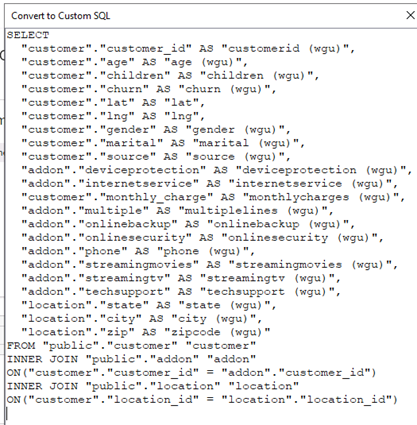 Convert to Custom SQL
SELECT
"customer"."customer_id" AS "customerid (wgu)",
"customer"."age" AS "age (wgu)",
"customer"."children" AS "children (wgu)",
"customer"."churn" AS "churn (wgu)",
"customer"."lat" AS "lat",
"customer"."lng" AS "lng",
"customer"."gender" AS "gender (wgu)",
"customer"."marital" AS "marital (wgu)",
"customer"."source" AS "source (wgu)",
"addon"."deviceprotection" AS "deviceprotection (wgu)",
"addon"."internetservice" AS "internetservice (wgu)",
"customer"."monthly_charge" AS "monthlycharges (wgu)",
"addon"."multiple" AS "multiplelines (wgu)",
"addon"."onlinebackup" AS "onlinebackup (wgu)",
"addon"."onlinesecurity" AS "onlinesecurity (wgu)",
"addon"."phone" AS "phone (wgu)",
"addon"."streamingmovies" AS "streamingmovies (wgu)",
"addon"."streamingtv" AS "streamingtv (wgu)",
"addon"."techsupport" AS "techsupport (wgu)",
"location"."state" AS "state (wgu)",
"location"."city" AS "city (wgu)",
"location"."zip" AS "zipcode (wgu)"
FROM "public"."customer" "customer"
INNER JOIN "public"."addon" "addon"
ON("customer"."customer_id" = "addon"."customer_id")
INNER JOIN "public"."location" "location"
ON("customer"."location_id" = "location"."location_id")